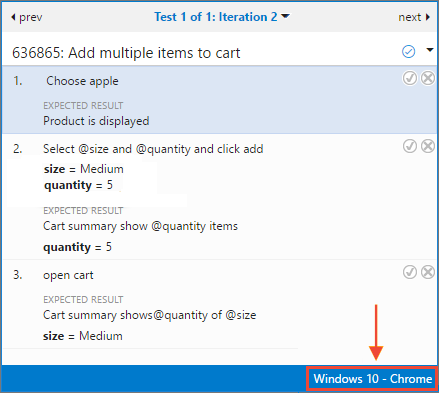 prev Test 1 of 1: Iteration 2 next
636865: Add multiple items to cart
1. Choose apple
EXPECTED RESULT
Product is displayed
2. Select @size and @quantity and click add
size = Medium
quantity = 5
EXPECTED RESULT
Cart summary show @quantity items
quantity = 5
3. open cart
EXPECTED RESULT
Cart summary shows@quantity of @size
size = Medium
Windows 10 - Chrome